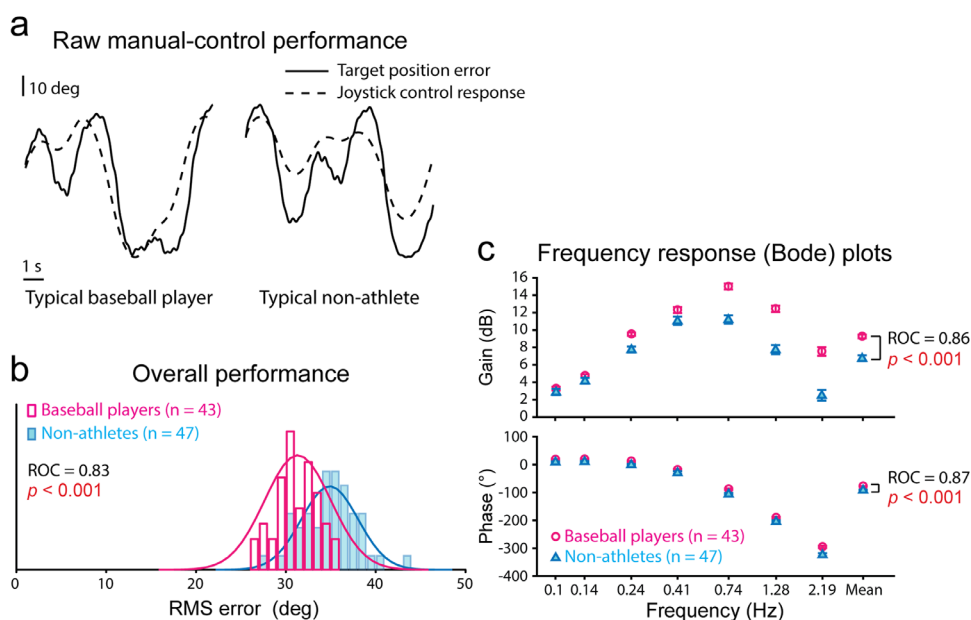 a
Raw manual-control performance
10 deg
Target position error
Joystick control response
1 s
Typical baseball player
Typical non-athlete
b
Overall performance
Baseball players (n = 43)
Non-athletes (n = 47)
ROC = 0.83
p < 0.001
0 10 20 30 40 50
RMS error (deg)
c
Frequency response (Bode) plots
Gain (dB)
16
14
12
10
8
6
4
2
0
ROC = 0.86
p < 0.001
Phase (°)
100
0
-100
-200
-300
-400
ROC = 0.87
p < 0.001
Baseball players (n = 43)
Non-athletes (n = 47)
0.1 0.14 0.24 0.41 0.74 1.28 2.19 Mean
Frequency (Hz)